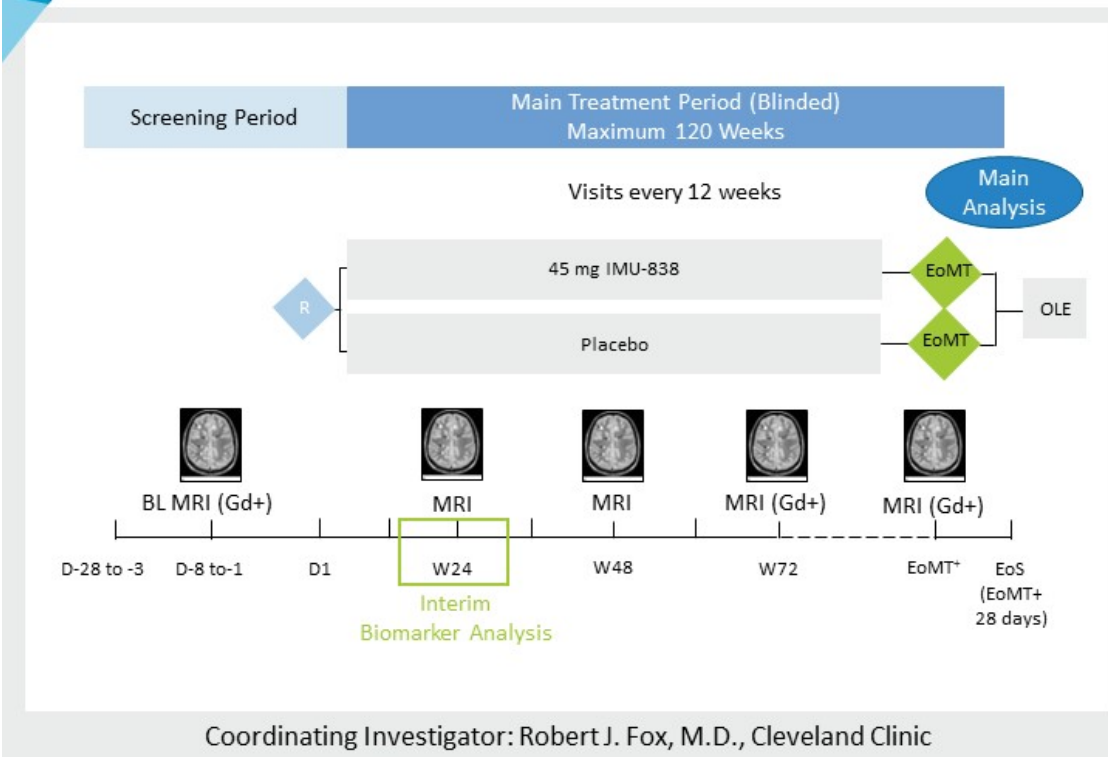 Screening Period
Main Treatment Period (Blinded)
Maximum 120 Weeks
Visits every 12 weeks
Main
Analysis
45 mg IMU-838
EoMT
R
OLE
Placebo
EoMT
BL MRI (Gd+)
MRI
MRI
MRI (Gd+)
MRI (Gd+)
D-28 to -3
D-8 to-1
D1
W24
W48
W72
EoMT⁺
EoS
(EoMT+
28 days)
Interim
Biomarker Analysis
Coordinating Investigator: Robert J. Fox, M.D., Cleveland Clinic